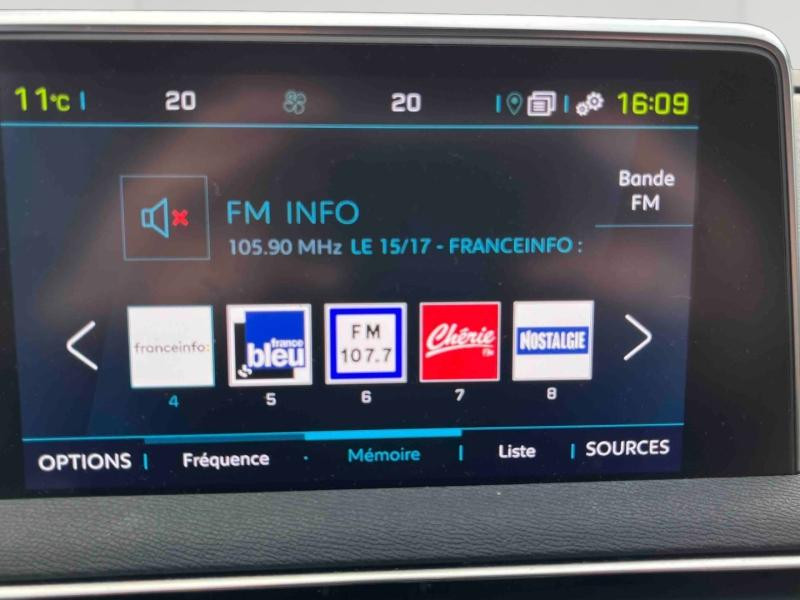 11°C 20 20 16:09
Bande
FM
FM INFO
105.90 MHz LE 15/17 - FRANCEINFO :
franceinfo:
france
bleu
FM
107.7
Chérie
FM
NOSTALGIE
4 5 6 7 8
OPTIONS Fréquence · Mémoire Liste SOURCES